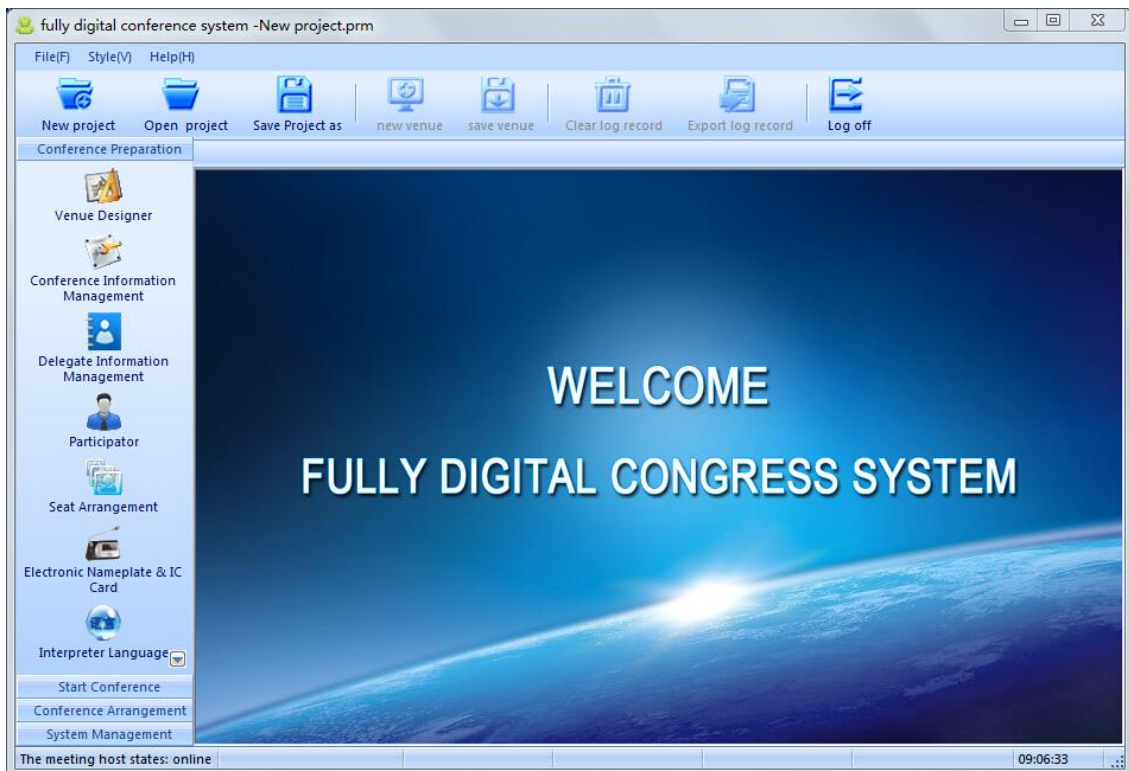 fully digital conference system -New project.prm
File(F) Style(V) Help(H)
New project Open project Save Project as new venue save venue Clear log record Export log record Log off
Conference Preparation
Venue Designer
Conference Information
Management
Delegate Information
Management
Participator
Seat Arrangement
Electronic Nameplate & IC
Card
Interpreter Language
Start Conference
Conference Arrangement
System Management
WELCOME
FULLY DIGITAL CONGRESS SYSTEM
The meeting host states: online
09:06:33